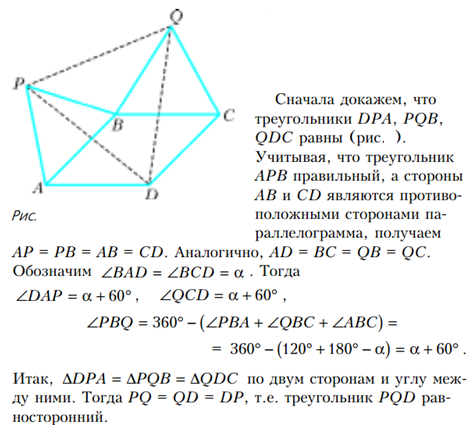 Q
P
B
C
A
D
Рис.
Сначала докажем, что
треугольники DPA, PQB,
QDC равны (рис. ).
Учитывая, что треугольник
APB правильный, а стороны
AB и CD являются противо-
положными сторонами па-
раллелограмма, получаем
AP = PB = AB = CD. Аналогично, AD = BC = QB = QC.
Обозначим ∠BAD = ∠BCD = α . Тогда
∠DAP = α + 60° , ∠QCD = α + 60° ,
∠PBQ = 360° − (∠PBA + ∠QBC + ∠ABC) =
= 360° − (120° + 180° − α) = α + 60° .
Итак, ΔDPA = ΔPQB = ΔQDC по двум сторонам и углу меж-
ду ними. Тогда PQ = QD = DP, т.е. треугольник PQD рав-
носторонний.